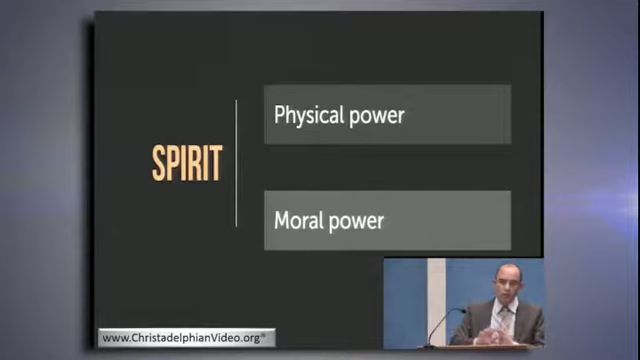 SPIRIT
Physical power
Moral power
www.ChristadelphianVideo.org®